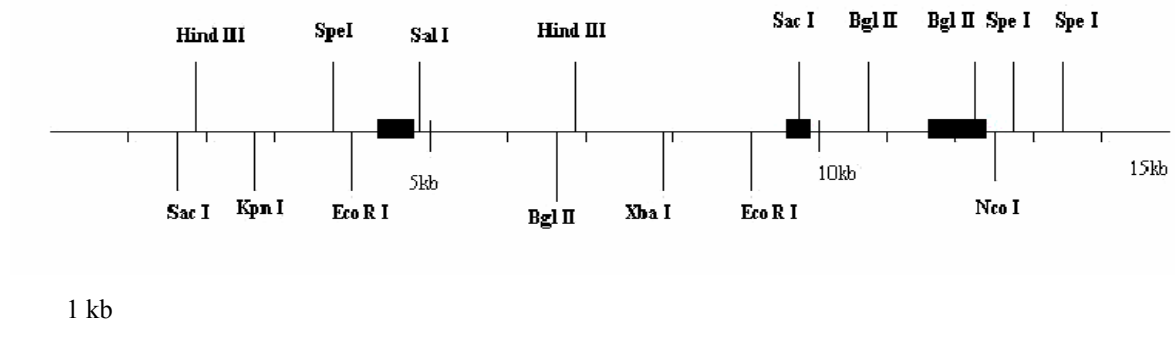 Hind III SpeI Sal I Hind III Sac I Bgl II Bgl II Spe I Spe I
5kb 10kb 15kb
Sac I Kpn I Eco R I Bgl II Xba I Eco R I Nco I
1 kb